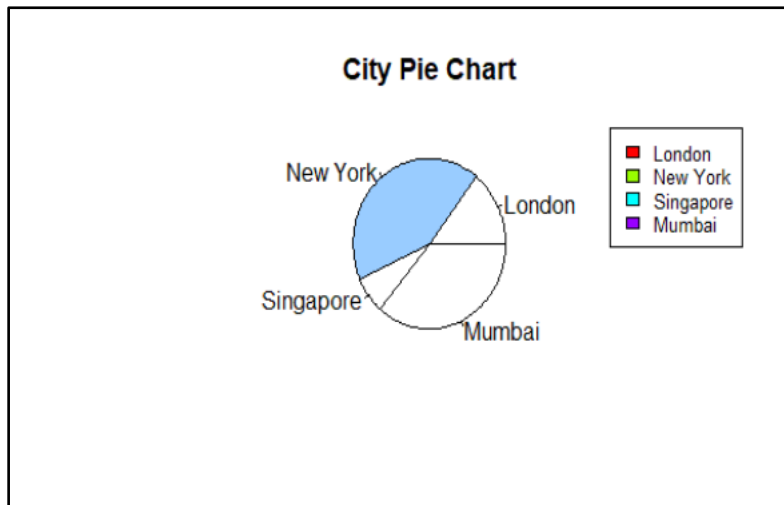 City Pie Chart
New York
London
Singapore
Mumbai
London
New York
Singapore
Mumbai